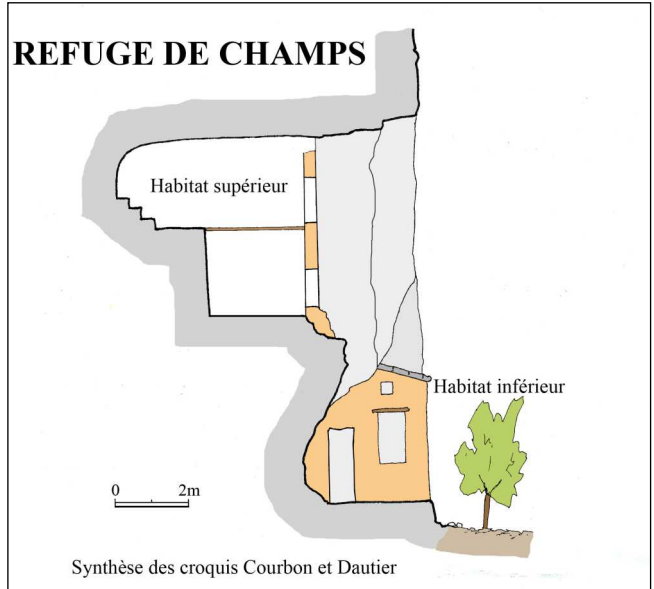 REFUGE DE CHAMPS
Habitat supérieur
Habitat inférieur
0 2m
Synthèse des croquis Courbon et Dautier